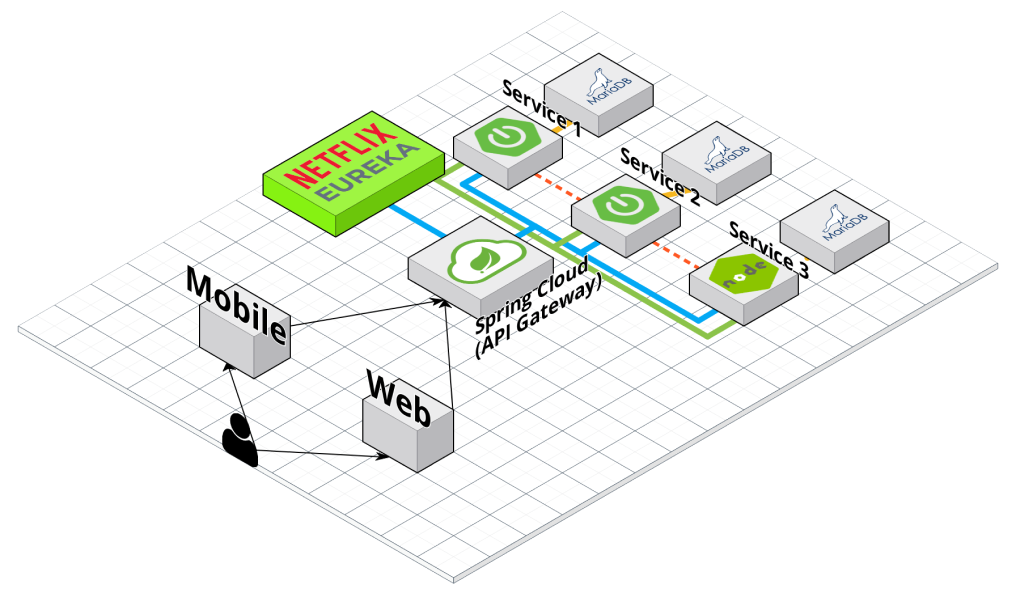 MariaDB
Service 1
NETFLIX
EUREKA
MariaDB
Service 2
MariaDB
Service 3
node
Spring Cloud
(API Gateway)
Mobile
Web